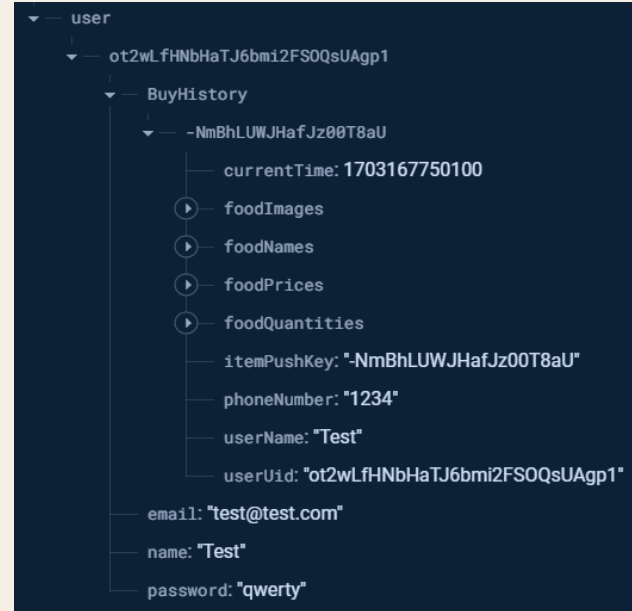 user
ot2wLfHNbHaTJ6bmi2FSOQsUAgp1
BuyHistory
-NmBhLUWJHafJz00T8aU
currentTime: 1703167750100
foodImages
foodNames
foodPrices
foodQuantities
itemPushKey: "-NmBhLUWJHafJz00T8aU"
phoneNumber: "1234"
userName: "Test"
userUid: "ot2wLfHNbHaTJ6bmi2FSOQsUAgp1"
email: "test@test.com"
name: "Test"
password: "qwerty"